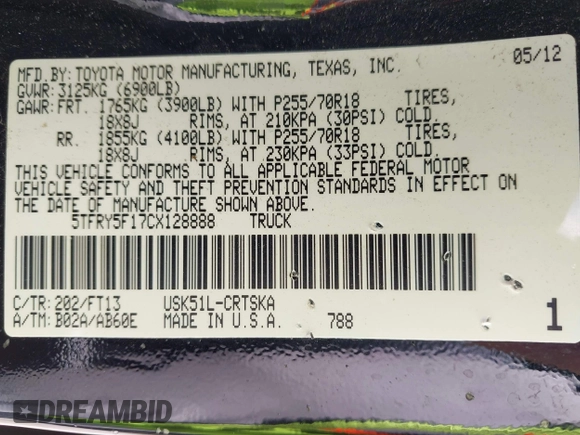 MFD.BY: TOYOTA MOTOR MANUFACTURING, TEXAS, INC. 05/12
GVWR: 3125KG (6900LB)
GAWR: FRT. 1765KG (3900LB) WITH P255/70R18 TIRES,
18X8J RIMS, AT 210KPA (30PSI) COLD.
RR. 1855KG (4100LB) WITH P255/70R18 TIRES,
18X8J RIMS, AT 230KPA (33PSI) COLD.
THIS VEHICLE CONFORMS TO ALL APPLICABLE FEDERAL MOTOR
VEHICLE SAFETY AND THEFT PREVENTION STANDARDS IN EFFECT ON
THE DATE OF MANUFACTURE SHOWN ABOVE.
5TFRY5F17CX128888 TRUCK
C/TR: 202/FT13 USK51L-CRTSKA
A/TM: B02A/AB60E MADE IN U.S.A. 788 1
DREAMBID